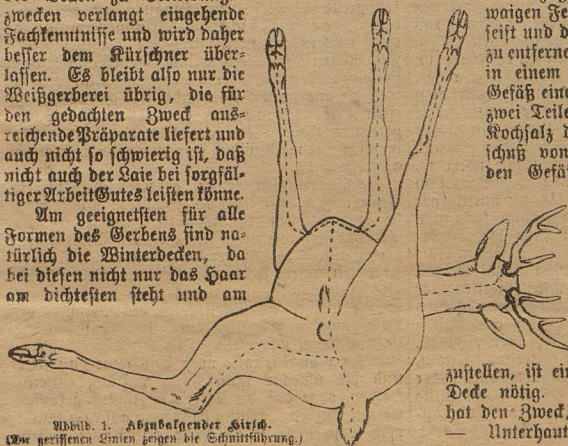 zwecken verlangt eingehende
Fachkenntnisse und wird daher
besser dem Kürschner über-
lassen. Es bleibt also nur die
Weißgerberei übrig, die für
den gedachten Zweck aus-
reichende Präparate liefert und
auch nicht so schwierig ist, daß
nicht auch der Laie bei sorgfäl-
tiger Arbeit Gutes leisten könne.
Am geeignetsten für alle
Formen des Gerbens sind na-
türlich die Winterdecken, da
bei diesen nicht nur das Haar
am dichtesten steht und am
Abbild. 1. Abzubalgender Hirsch.
(Die gerissenen Linien zeigen die Schnittführung.)
waigen
feist und
zu entferne
in einem
Gefäß
zwei Teile
Kochsalz
schuß von
den
zustellen, ist
Decke nötig.
hat den Zweck,
— Unterhaut